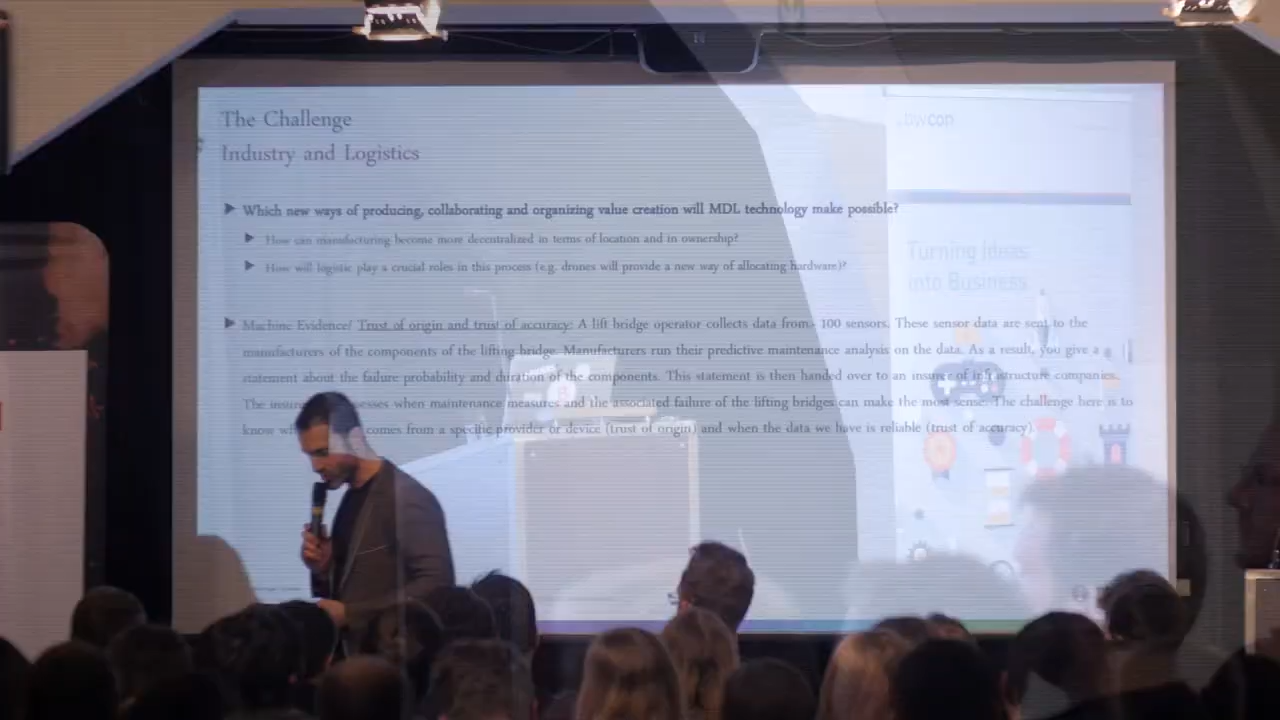 The Challenge
Industry and Logistics
Which new ways of producing, collaborating and organizing value creation will MDL technology make possible?
How can manufacturing become more decentralized in terms of location and in ownership?
How will logistic play a crucial roles in this process (e.g. drones will provide a new way of allocating hardware)?
Machine Evidence/ Trust of origin and trust of accuracy: A lift bridge operator collects data from~ 100 sensors. These sensor data are sent to the
manufacturers of the components of the lifting bridge. Manufacturers run their predictive maintenance analysis on the data. As a result, you give a
statement about the failure probability and duration of the components. This statement is then handed over to an insurer of infrastructure companies.
The when maintenance measures and the associated failure of the lifting bridges can make the most sense. The challenge here is to
know comes from a specific provider or device (trust of origin) and when the data we have is reliable (trust of accuracy).
bwcon
Turning Ideas
into Business